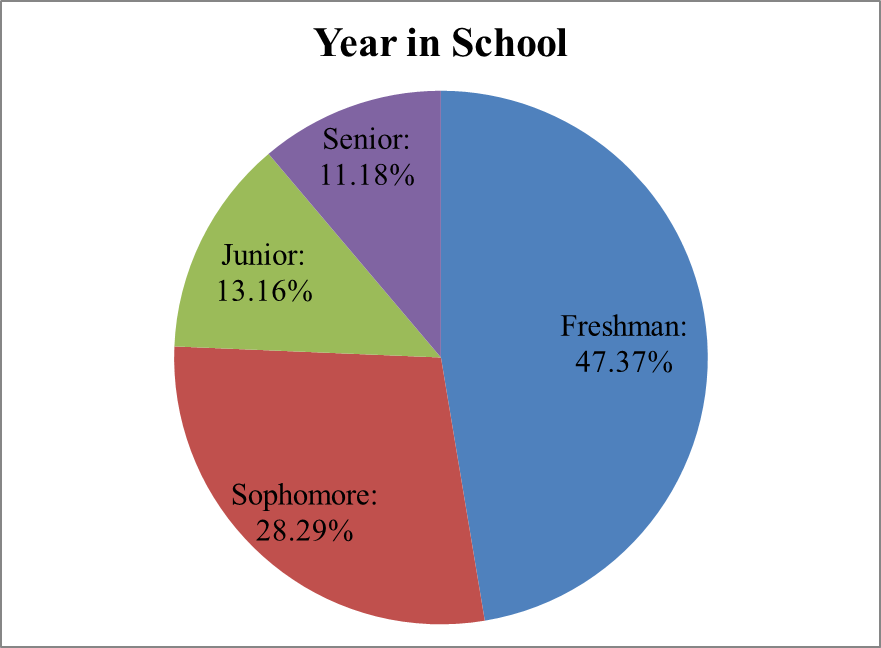 Year in School
Senior:
11.18%
Junior:
13.16%
Freshman:
47.37%
Sophomore:
28.29%